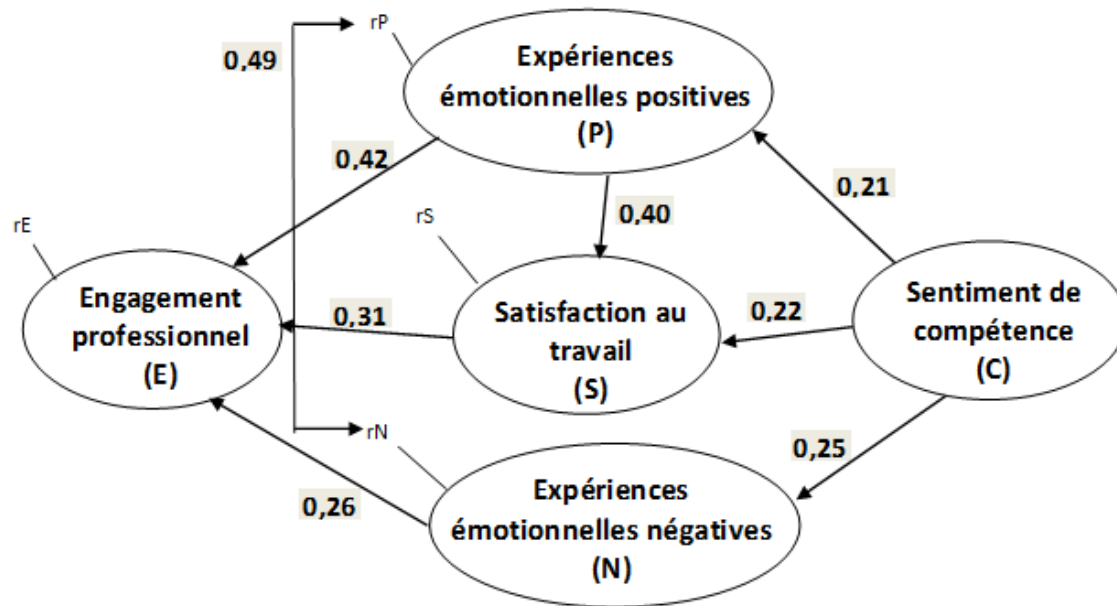 rP
0,49
Expériences
émotionnelles positives
(P)
0,42
0,21
0,40
rE
rS
Engagement
professionnel
(E)
0,31
Satisfaction au
travail
(S)
0,22
Sentiment de
compétence
(C)
rN
0,25
0,26
Expériences
émotionnelles négatives
(N)